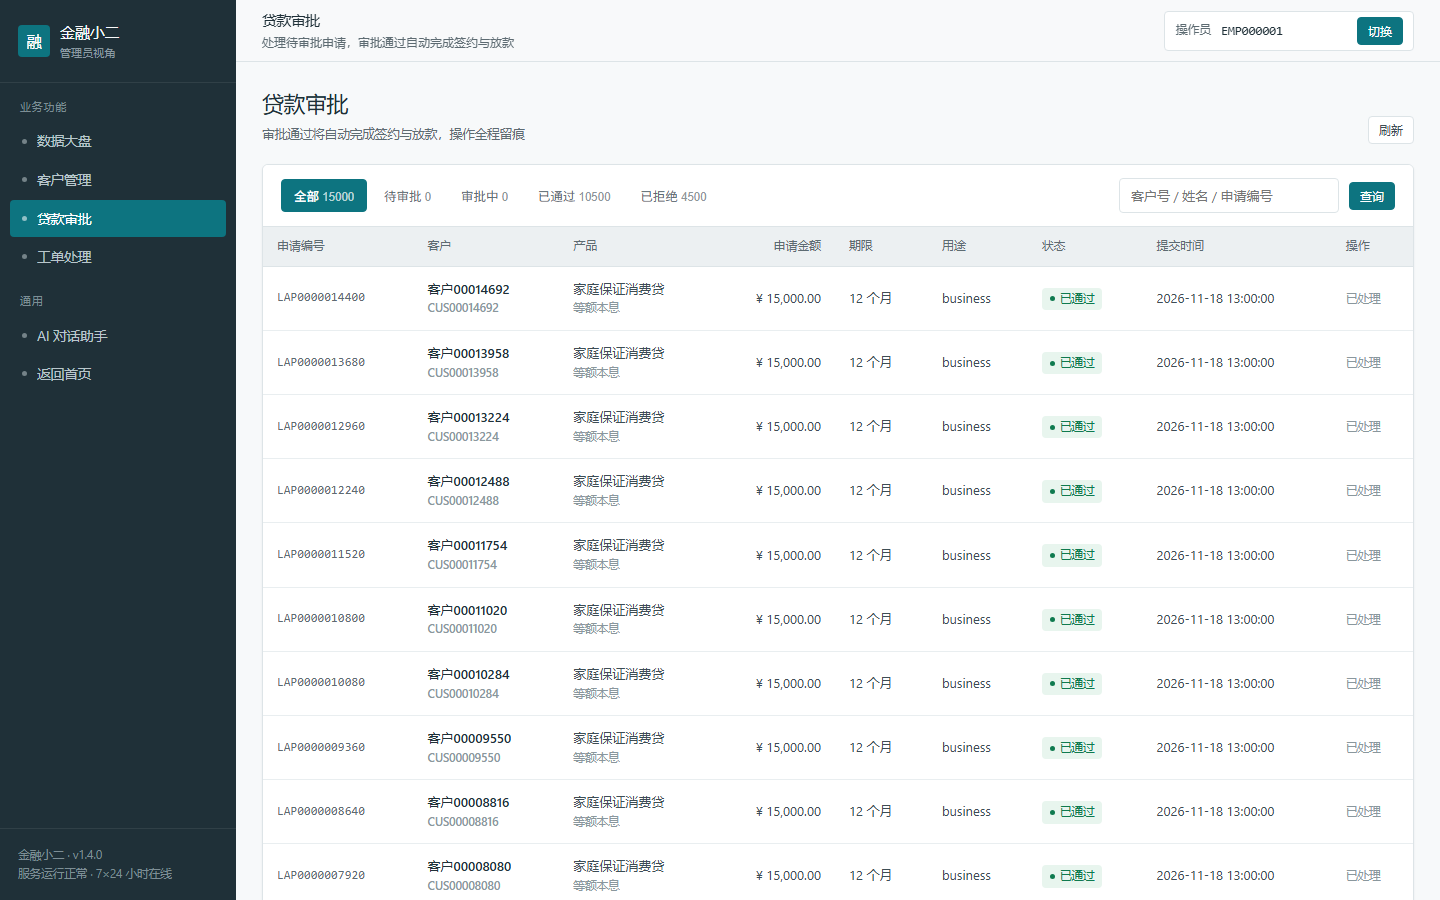 融
金融小二
管理员视角
业务功能
数据大盘
客户管理
贷款审批
工单处理
通用
AI 对话助手
返回首页
金融小二 · v1.4.0
服务运行正常 · 7×24 小时在线
贷款审批
处理待审批申请，审批通过自动完成签约与放款
操作员 EMP000001 切换
贷款审批
审批通过将自动完成签约与放款，操作全程留痕
刷新
全部 15000 待审批 0 审批中 0 已通过 10500 已拒绝 4500
客户号 / 姓名 / 申请编号 查询
申请编号 客户 产品 申请金额 期限 用途 状态 提交时间 操作
LAP0000014400 客户00014692 家庭保证消费贷 ¥ 15,000.00 12 个月 business 已通过 2026-11-18 13:00:00 已处理
CUS00014692 等额本息
LAP0000013680 客户00013958 家庭保证消费贷 ¥ 15,000.00 12 个月 business 已通过 2026-11-18 13:00:00 已处理
CUS00013958 等额本息
LAP0000012960 客户00013224 家庭保证消费贷 ¥ 15,000.00 12 个月 business 已通过 2026-11-18 13:00:00 已处理
CUS00013224 等额本息
LAP0000012240 客户00012488 家庭保证消费贷 ¥ 15,000.00 12 个月 business 已通过 2026-11-18 13:00:00 已处理
CUS00012488 等额本息
LAP0000011520 客户00011754 家庭保证消费贷 ¥ 15,000.00 12 个月 business 已通过 2026-11-18 13:00:00 已处理
CUS00011754 等额本息
LAP0000010800 客户00011020 家庭保证消费贷 ¥ 15,000.00 12 个月 business 已通过 2026-11-18 13:00:00 已处理
CUS00011020 等额本息
LAP0000010080 客户00010284 家庭保证消费贷 ¥ 15,000.00 12 个月 business 已通过 2026-11-18 13:00:00 已处理
CUS00010284 等额本息
LAP0000009360 客户00009550 家庭保证消费贷 ¥ 15,000.00 12 个月 business 已通过 2026-11-18 13:00:00 已处理
CUS00009550 等额本息
LAP0000008640 客户00008816 家庭保证消费贷 ¥ 15,000.00 12 个月 business 已通过 2026-11-18 13:00:00 已处理
CUS00008816 等额本息
LAP0000007920 客户00008080 家庭保证消费贷 ¥ 15,000.00 12 个月 business 已通过 2026-11-18 13:00:00 已处理
CUS00008080 等额本息